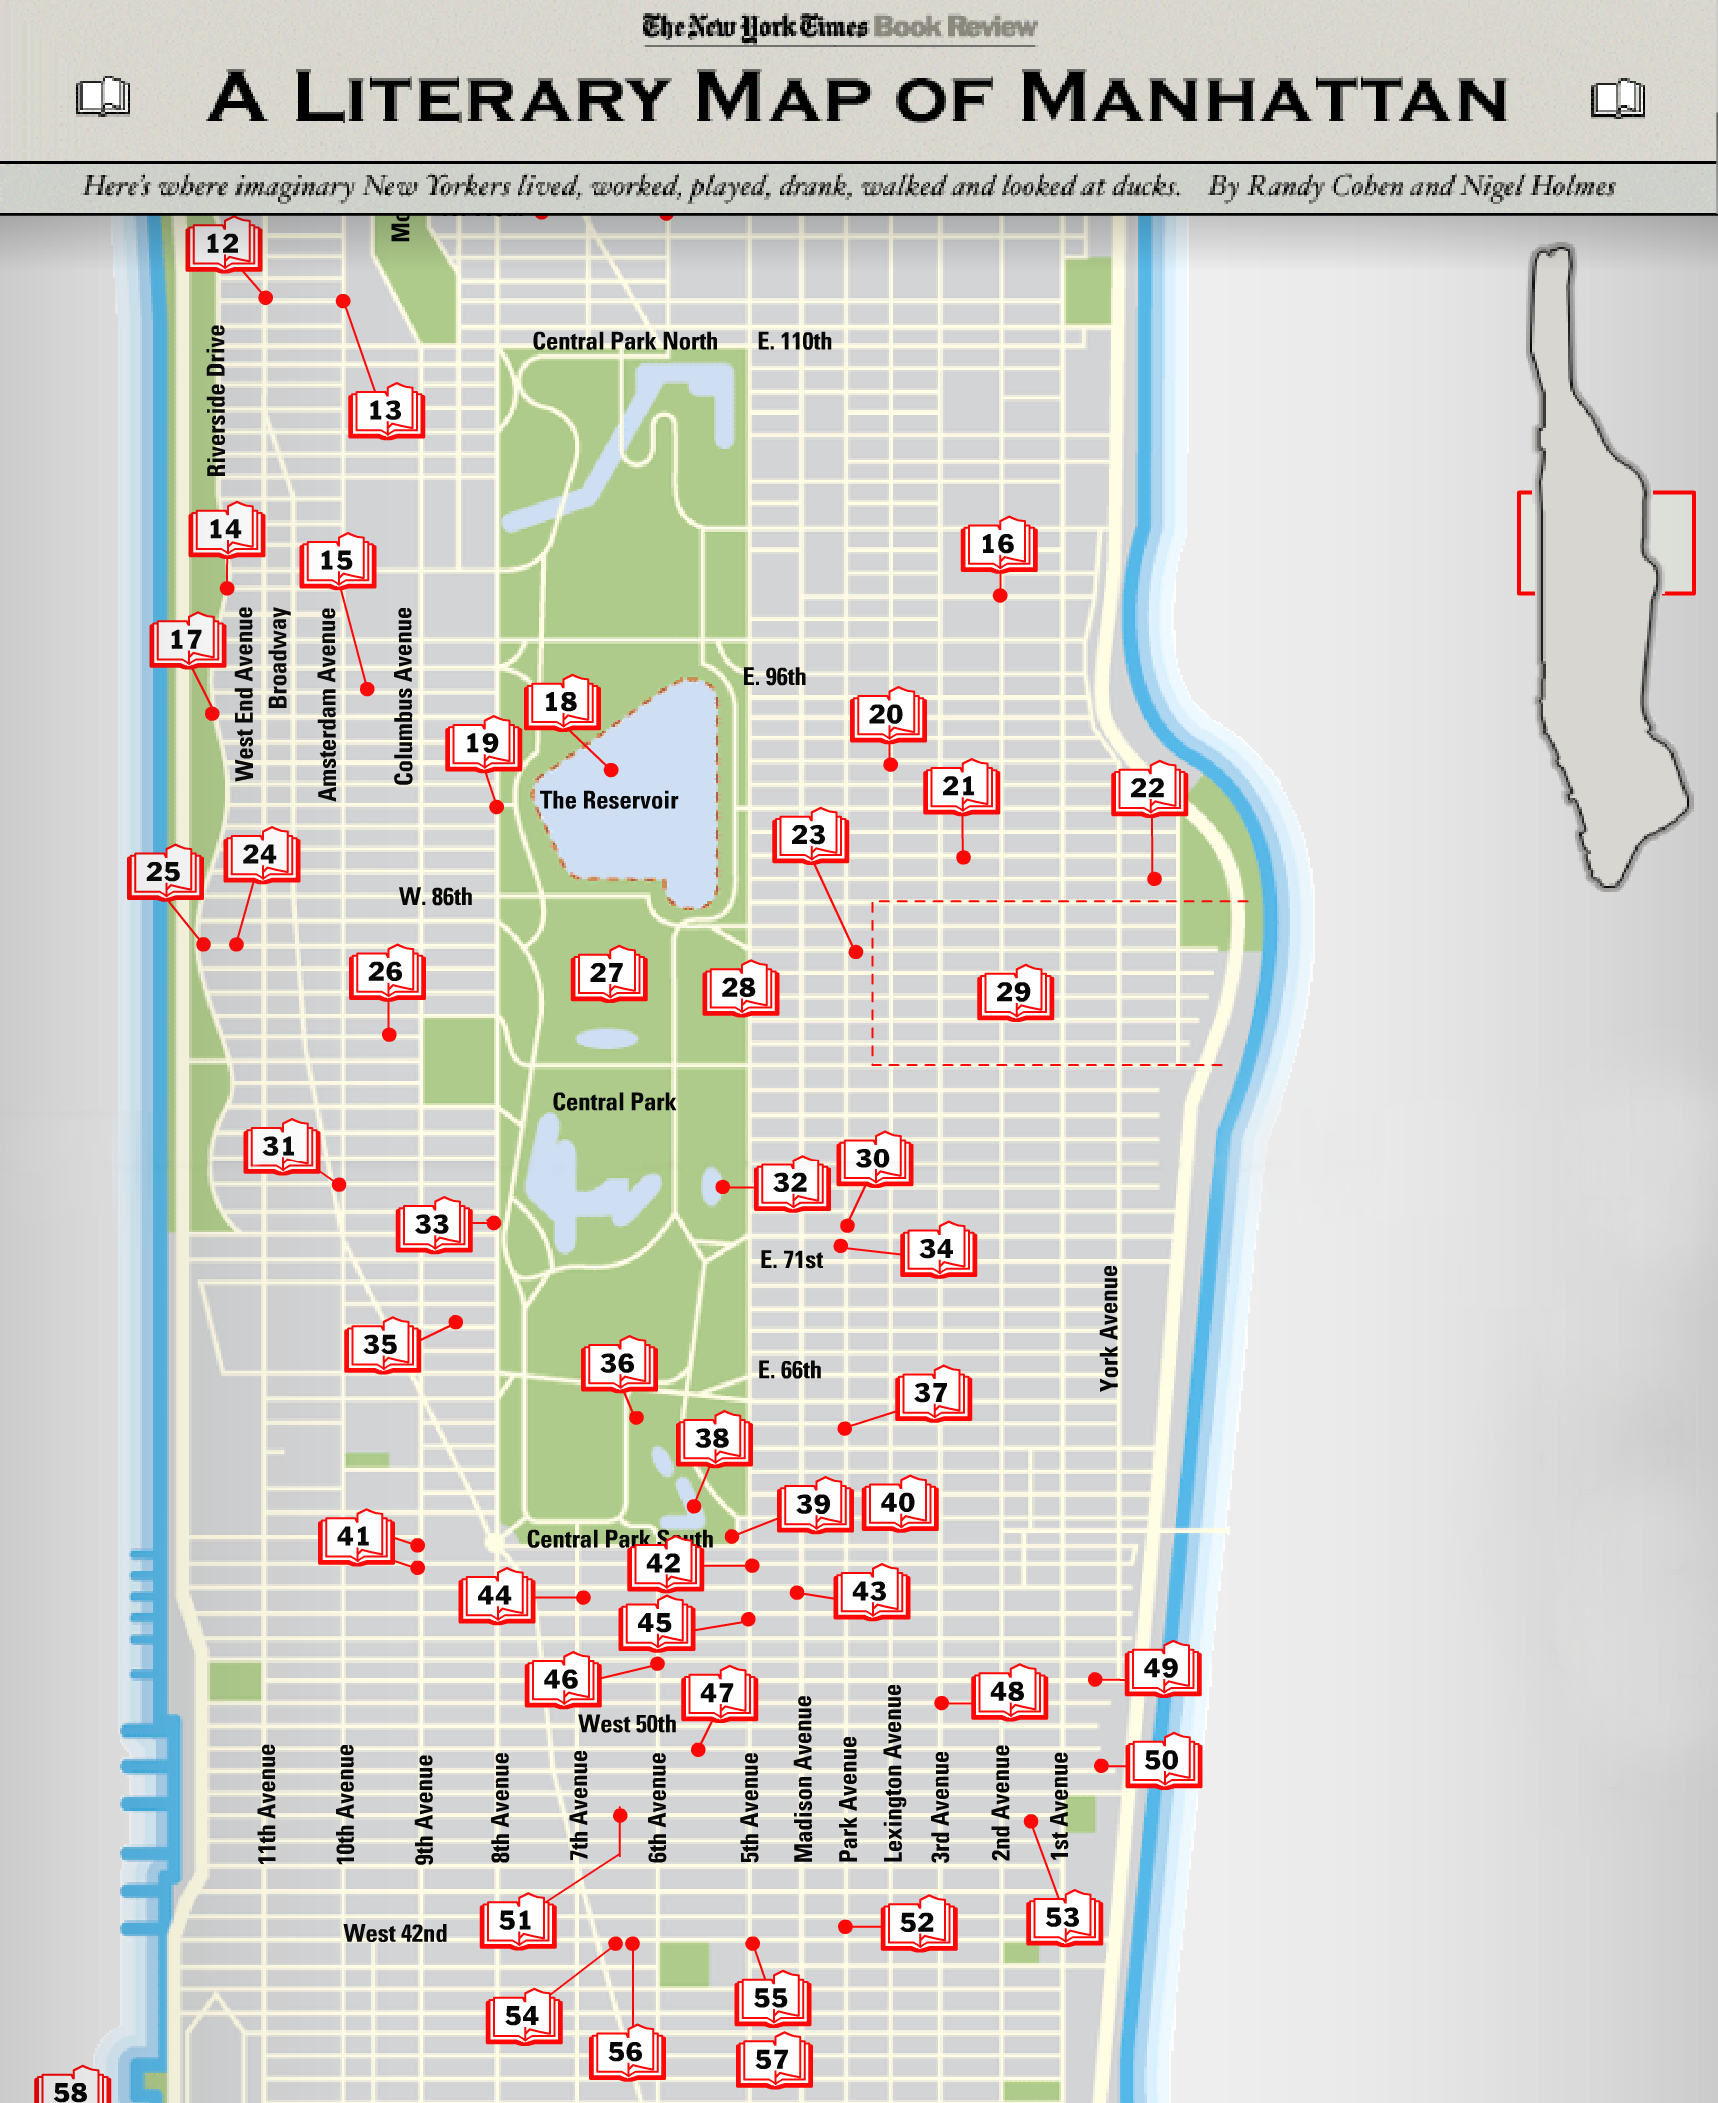 The New York Times Book Review
A LITERARY MAP OF MANHATTAN
Here's where imaginary New Yorkers lived, worked, played, drank, walked and looked at ducks. By Randy Cohen and Nigel Holmes
12
Mo
Riverside Drive
Central Park North
E. 110th
13
14
15
16
17
West End Avenue
Broadway
Amsterdam Avenue
Columbus Avenue
E. 96th
18
19
20
21
22
The Reservoir
23
24
25
W. 86th
26
27
28
29
Central Park
30
31
32
33
34
E. 71st
York Avenue
35
36
E. 66th
37
38
39
40
41
Central Park South
42
43
44
45
46
47
48
49
West 50th
50
11th Avenue
10th Avenue
9th Avenue
8th Avenue
7th Avenue
6th Avenue
5th Avenue
Madison Avenue
Park Avenue
Lexington Avenue
3rd Avenue
2nd Avenue
1st Avenue
51
52
53
West 42nd
54
55
56
57
58